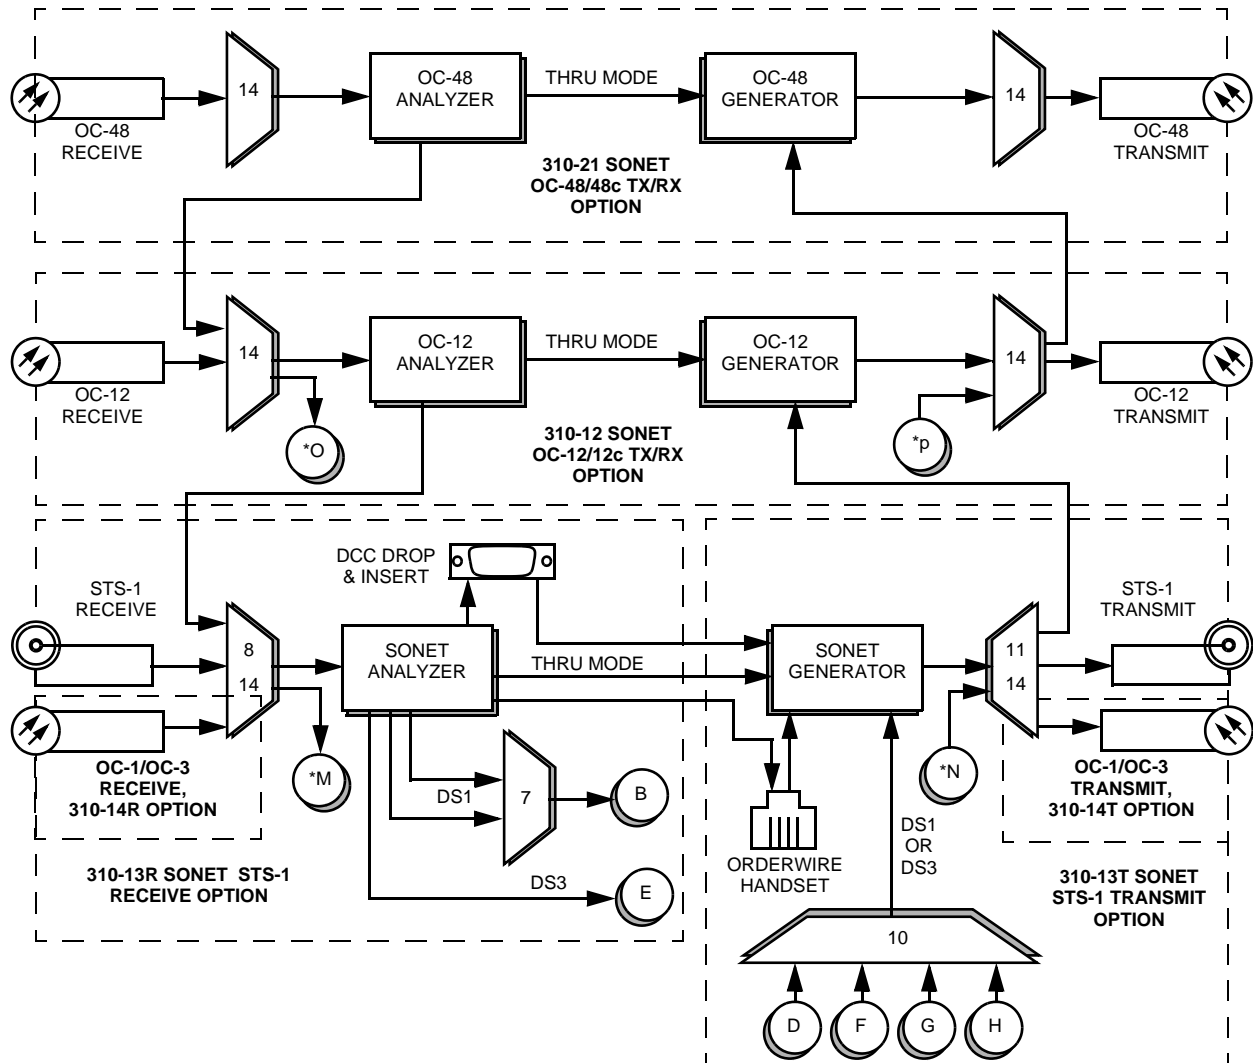 14
OC-48
ANALYZER
THRU MODE
OC-48
GENERATOR
14
OC-48
RECEIVE
OC-48
TRANSMIT
310-21 SONET
OC-48/48c TX/RX
OPTION
14
OC-12
ANALYZER
THRU MODE
OC-12
GENERATOR
14
OC-12
RECEIVE
OC-12
TRANSMIT
*O
310-12 SONET
OC-12/12c TX/RX
OPTION
*p
DCC DROP
& INSERT
STS-1
RECEIVE
STS-1
TRANSMIT
8
14
SONET
ANALYZER
THRU MODE
SONET
GENERATOR
11
14
OC-1/OC-3
RECEIVE,
310-14R OPTION
*M
DS1
7
B
*N
OC-1/OC-3
TRANSMIT,
310-14T OPTION
DS1
OR
DS3
ORDERWIRE
HANDSET
310-13R SONET  STS-1
RECEIVE OPTION
DS3
E
310-13T SONET
STS-1 TRANSMIT
OPTION
10
D
F
G
H